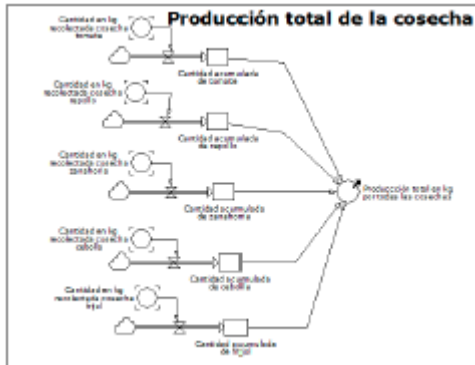 Producción total de la cosecha
Cantidad en kg
recolectada cosecha
tomate
Cantidad acumulada
de tomate
Cantidad en kg
recolectada cosecha
repollo
Cantidad acumulada
de repollo
Cantidad en kg
recolectada cosecha
zanahoria
Cantidad acumulada
de zanahoria
Producción total en kg
por todas las cosechas
Cantidad en kg
recolectada cosecha
cebolla
Cantidad acumulada
de cebolla
Cantidad en kg
recolectada cosecha
frijol
Cantidad acumulada
de frijol